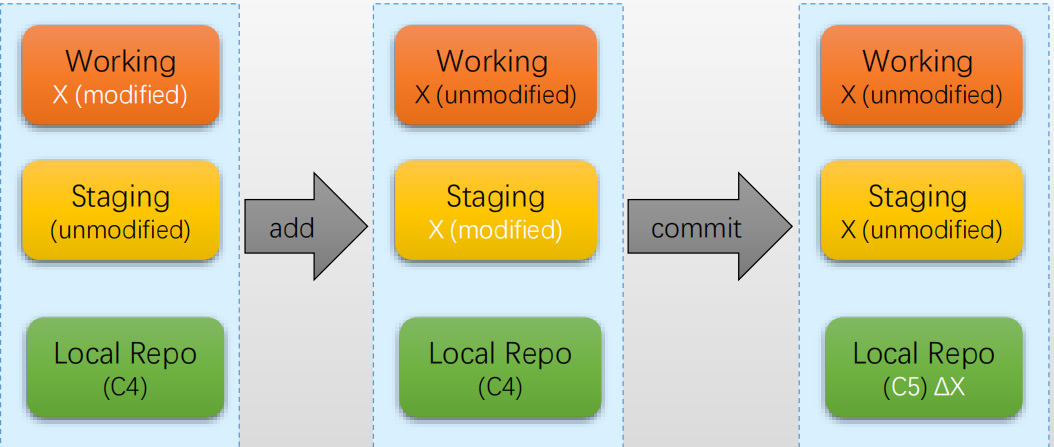 Working
X (modified)
Staging
(unmodified)
Local Repo
(C4)
add
Working
X (unmodified)
Staging
X (modified)
Local Repo
(C4)
commit
Working
X (unmodified)
Staging
X (unmodified)
Local Repo
(C5) ΔX